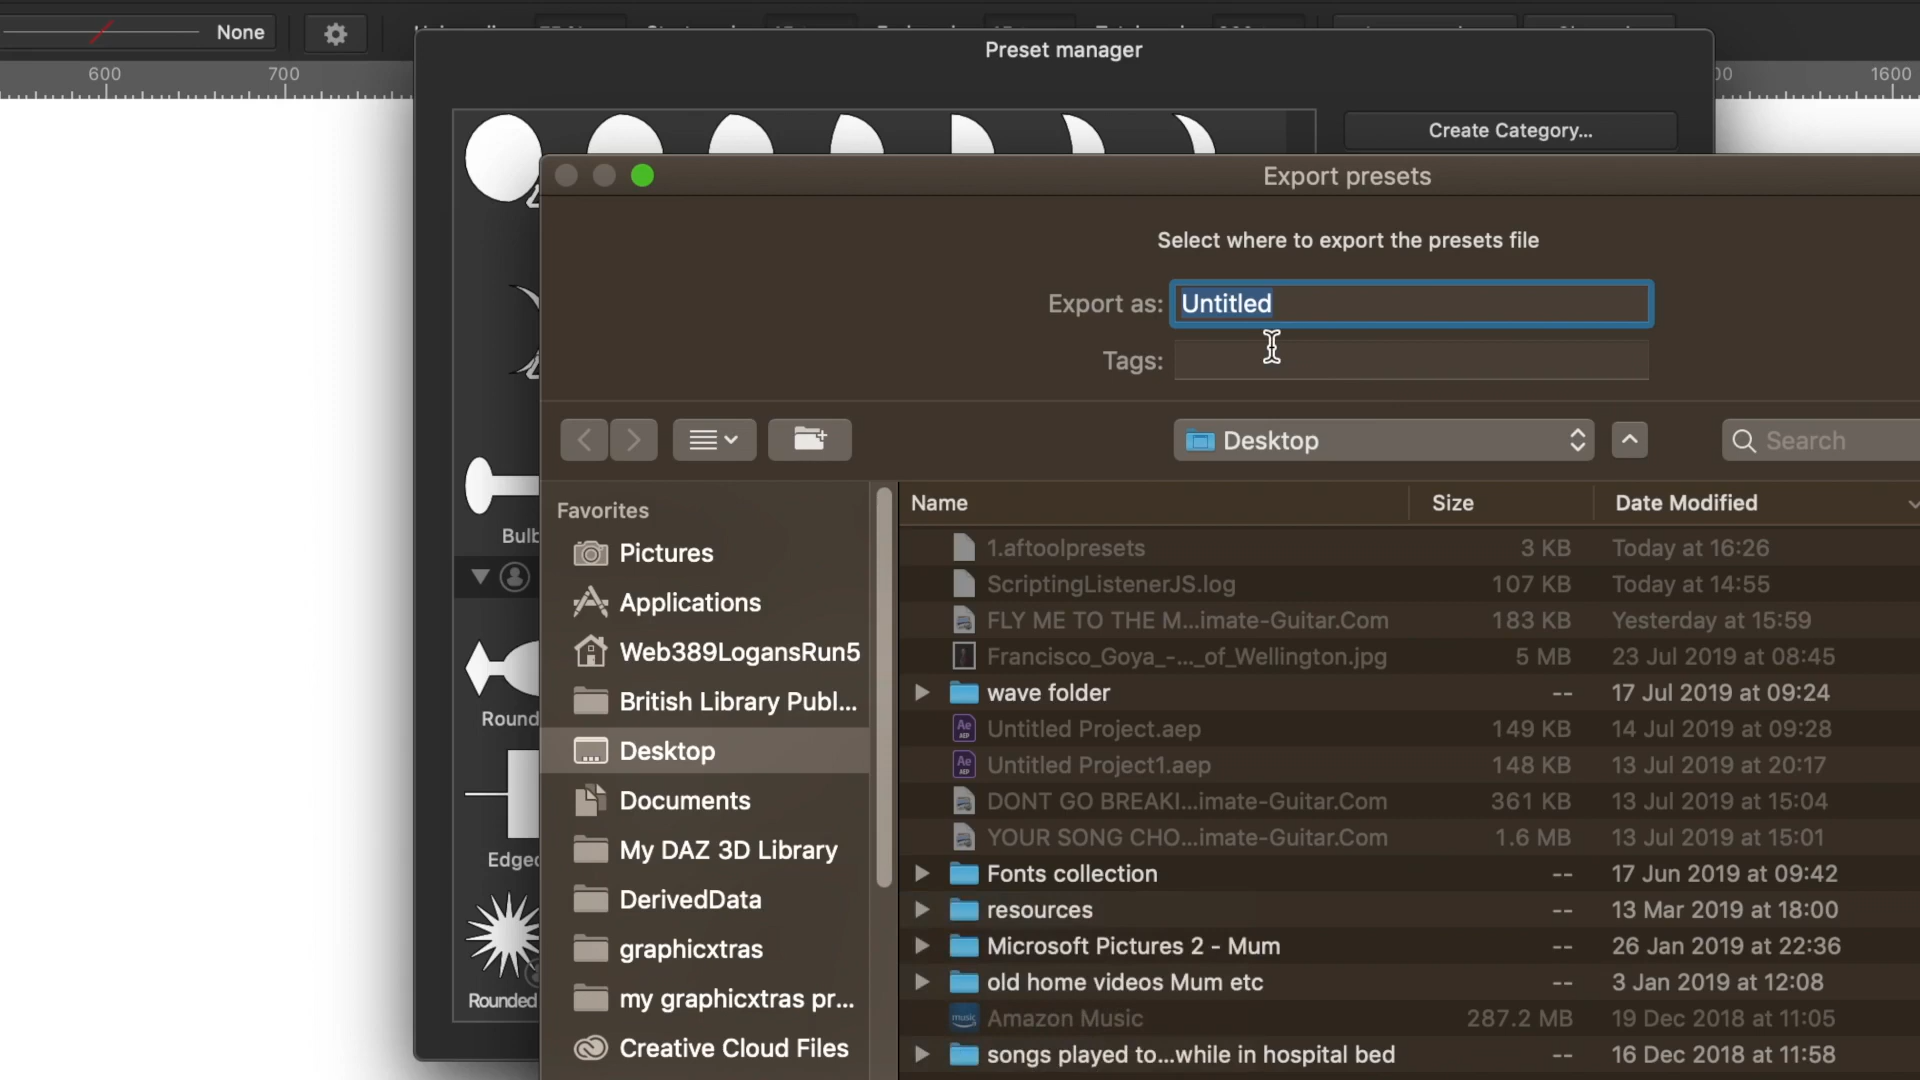 None
600 700 1600
Preset manager
Create Category...
Export presets
Select where to export the presets file
Export as: Untitled
Tags:
Desktop
Search
Favorites
Pictures
Applications
Web389LogansRun5
British Library Publ...
Desktop
Documents
My DAZ 3D Library
DerivedData
graphicxtras
my graphicxtras pr...
Creative Cloud Files
Name Size Date Modified
1.aftoolpresets 3 KB Today at 16:26
ScriptingListenerJS.log 107 KB Today at 14:55
FLY ME TO THE M...imate-Guitar.Com 183 KB Yesterday at 15:59
Francisco_Goya_-..._of_Wellington.jpg 5 MB 23 Jul 2019 at 08:45
wave folder -- 17 Jul 2019 at 09:24
Untitled Project.aep 149 KB 14 Jul 2019 at 09:28
Untitled Project1.aep 148 KB 13 Jul 2019 at 20:17
DONT GO BREAKI...imate-Guitar.Com 361 KB 13 Jul 2019 at 15:04
YOUR SONG CHO...imate-Guitar.Com 1.6 MB 13 Jul 2019 at 15:01
Fonts collection -- 17 Jun 2019 at 09:42
resources -- 13 Mar 2019 at 18:00
Microsoft Pictures 2 - Mum -- 26 Jan 2019 at 22:36
old home videos Mum etc -- 3 Jan 2019 at 12:08
Amazon Music 287.2 MB 19 Dec 2018 at 11:05
songs played to...while in hospital bed -- 16 Dec 2018 at 11:58
Round
Rounded